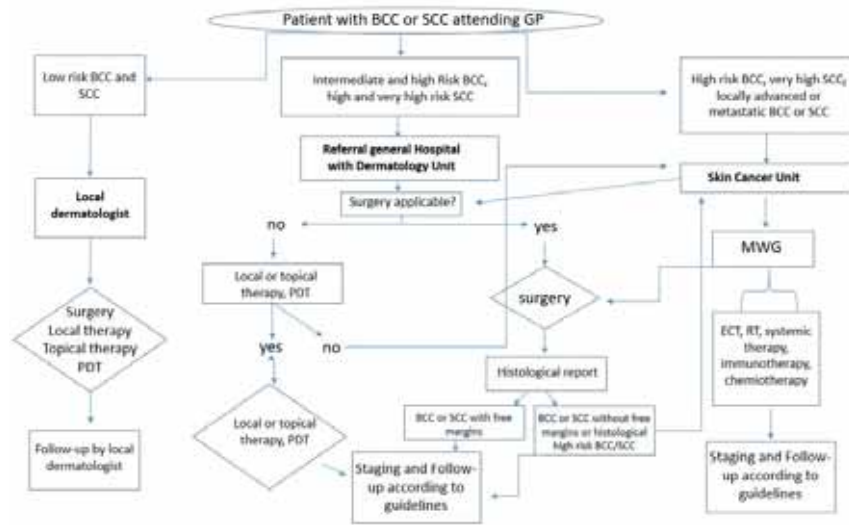 Patient with BCC or SCC attending GP
Low risk BCC and
SCC
Intermediate and high Risk BCC,
high and very high risk SCC
High risk BCC, very high SCC,
locally advanced or
metastatic BCC or SCC
Referral general Hospital
with Dermatology Unit
Skin Cancer Unit
Local
dermatologist
Surgery applicable?
no
yes
MWG
Local or topical
therapy, PDT
surgery
Surgery
Local therapy
Topical therapy
PDT
yes
no
ECT, RT, systemic
therapy,
immunotherapy,
chemiotherapy
Histological report
Local or topical
therapy, PDT
BCC or SCC with free
margins
BCC or SCC without free
margins or histological
high risk BCC/SCC
Follow-up by local
dermatologist
Staging and Follow-
up according to
guidelines
Staging and Follow-
up according to
guidelines